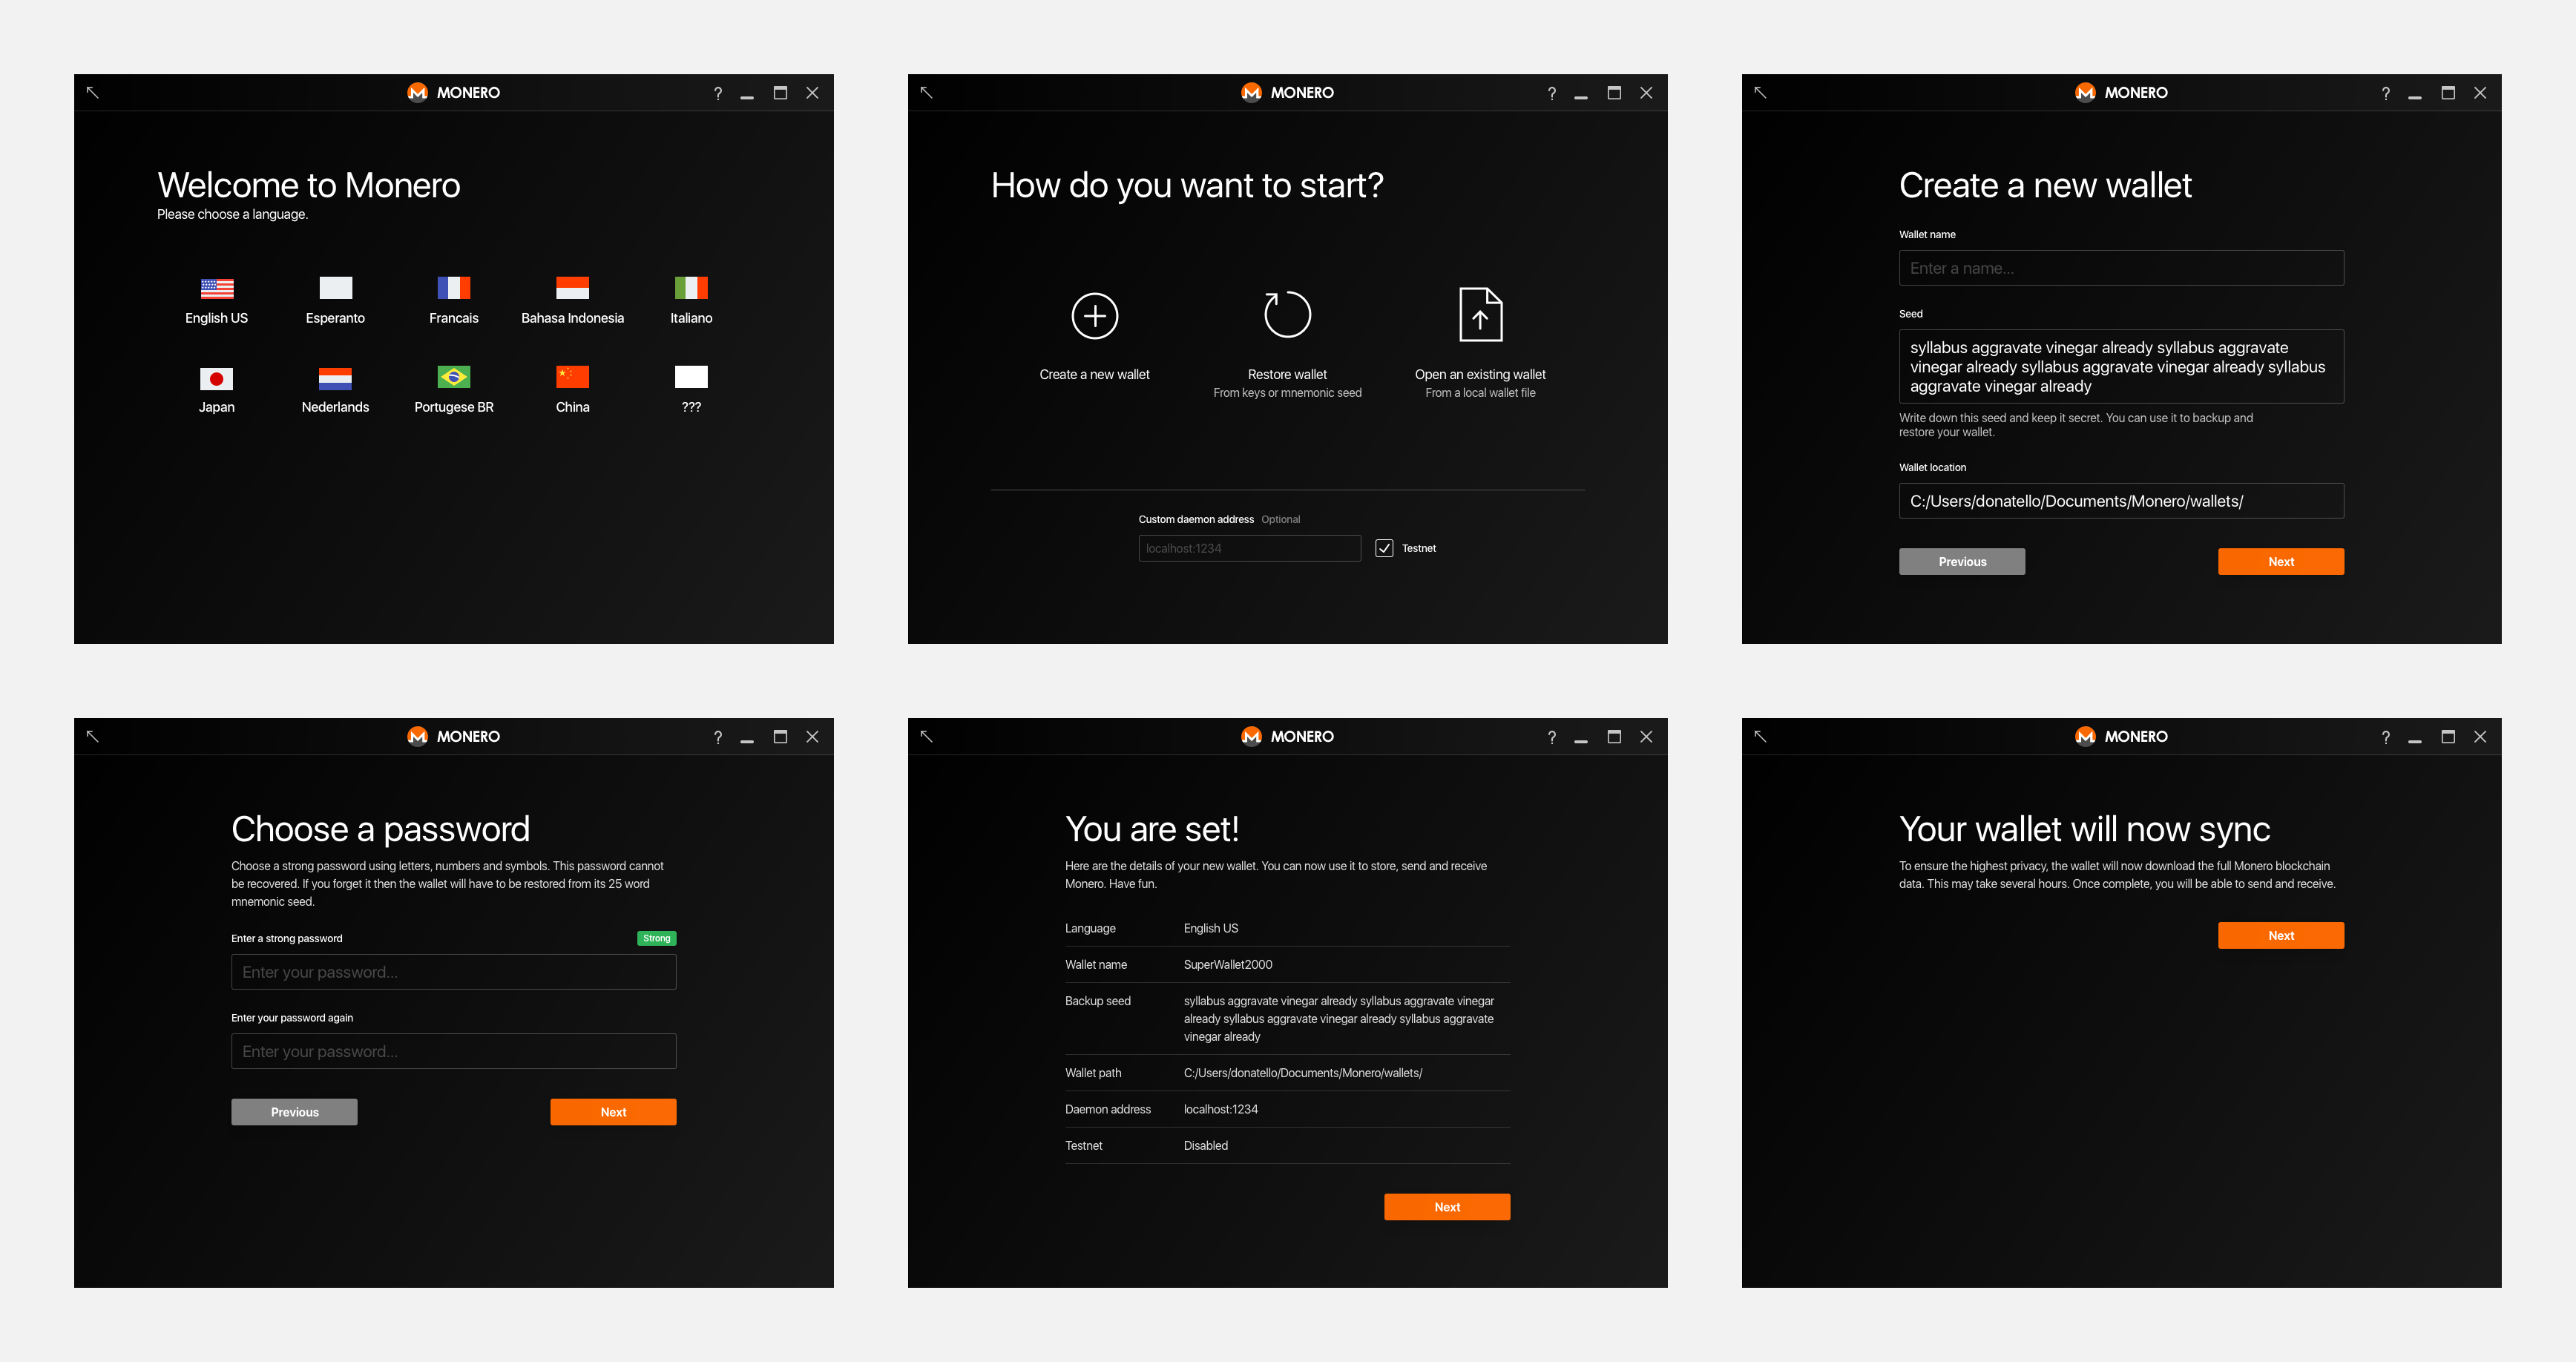 MONERO
?
Welcome to Monero
Please choose a language.
English US
Esperanto
Francais
Bahasa Indonesia
Italiano
Japan
Nederlands
Portugese BR
China
???
MONERO
?
How do you want to start?
Create a new wallet
Restore wallet
From keys or mnemonic seed
Open an existing wallet
From a local wallet file
Custom daemon address Optional
localhost:1234
Testnet
MONERO
?
Create a new wallet
Wallet name
Enter a name...
Seed
syllabus aggravate vinegar already syllabus aggravate
vinegar already syllabus aggravate vinegar already syllabus
aggravate vinegar already
Write down this seed and keep it secret. You can use it to backup and
restore your wallet.
Wallet location
C:/Users/donatello/Documents/Monero/wallets/
Previous
Next
MONERO
?
Choose a password
Choose a strong password using letters, numbers and symbols. This password cannot
be recovered. If you forget it then the wallet will have to be restored from its 25 word
mnemonic seed.
Enter a strong password
Strong
Enter your password...
Enter your password again
Enter your password...
Previous
Next
MONERO
?
You are set!
Here are the details of your new wallet. You can now use it to store, send and receive
Monero. Have fun.
Language English US
Wallet name SuperWallet2000
Backup seed syllabus aggravate vinegar already syllabus aggravate vinegar
already syllabus aggravate vinegar already syllabus aggravate
vinegar already
Wallet path C:/Users/donatello/Documents/Monero/wallets/
Daemon address localhost:1234
Testnet Disabled
Next
MONERO
?
Your wallet will now sync
To ensure the highest privacy, the wallet will now download the full Monero blockchain
data. This may take several hours. Once complete, you will be able to send and receive.
Next